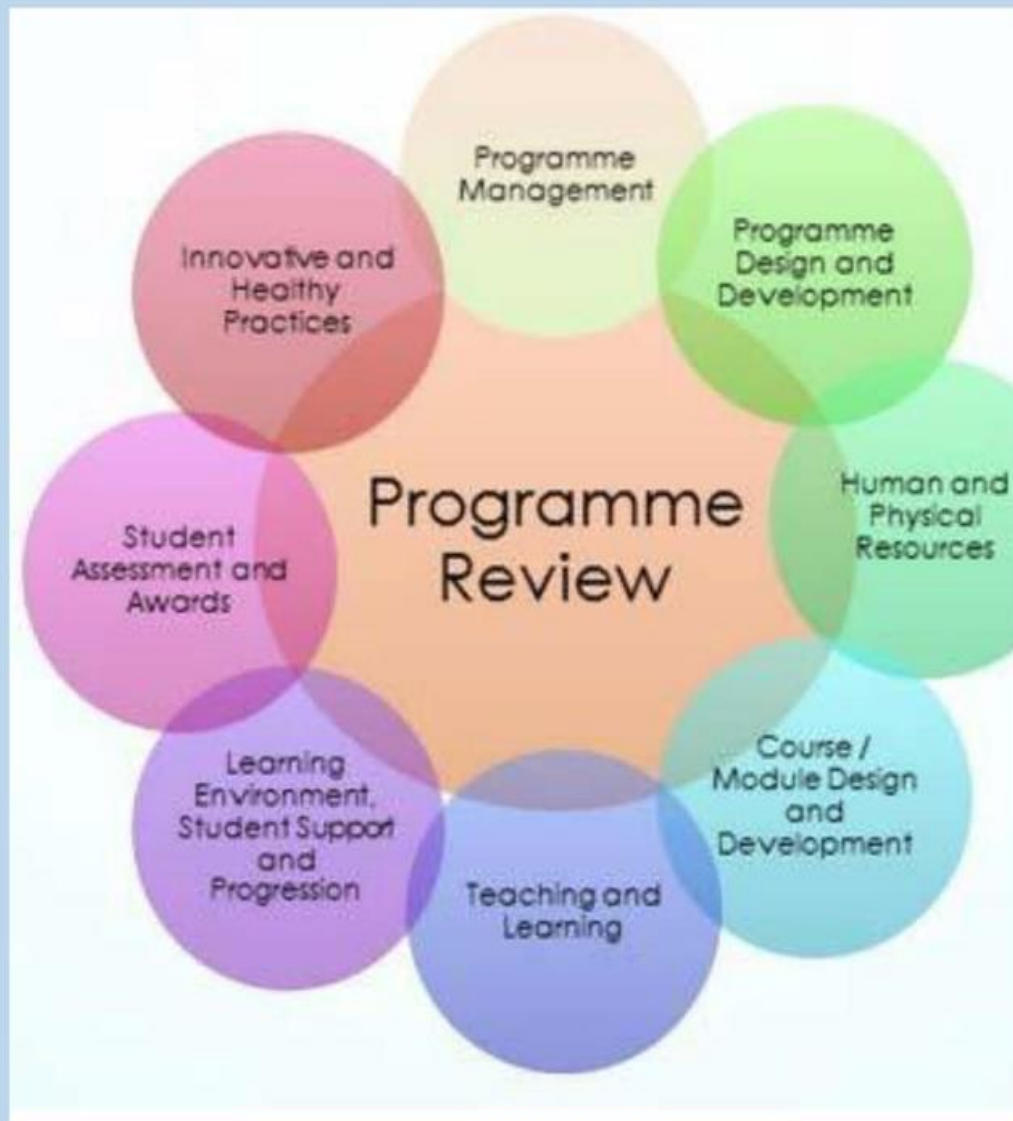 Programme
Management
Programme
Design and
Development
Human and
Physical
Resources
Course /
Module Design
and
Development
Teaching and
Learning
Learning
Environment,
Student Support
and
Progression
Student
Assessment and
Awards
Innovative and
Healthy
Practices
Programme
Review